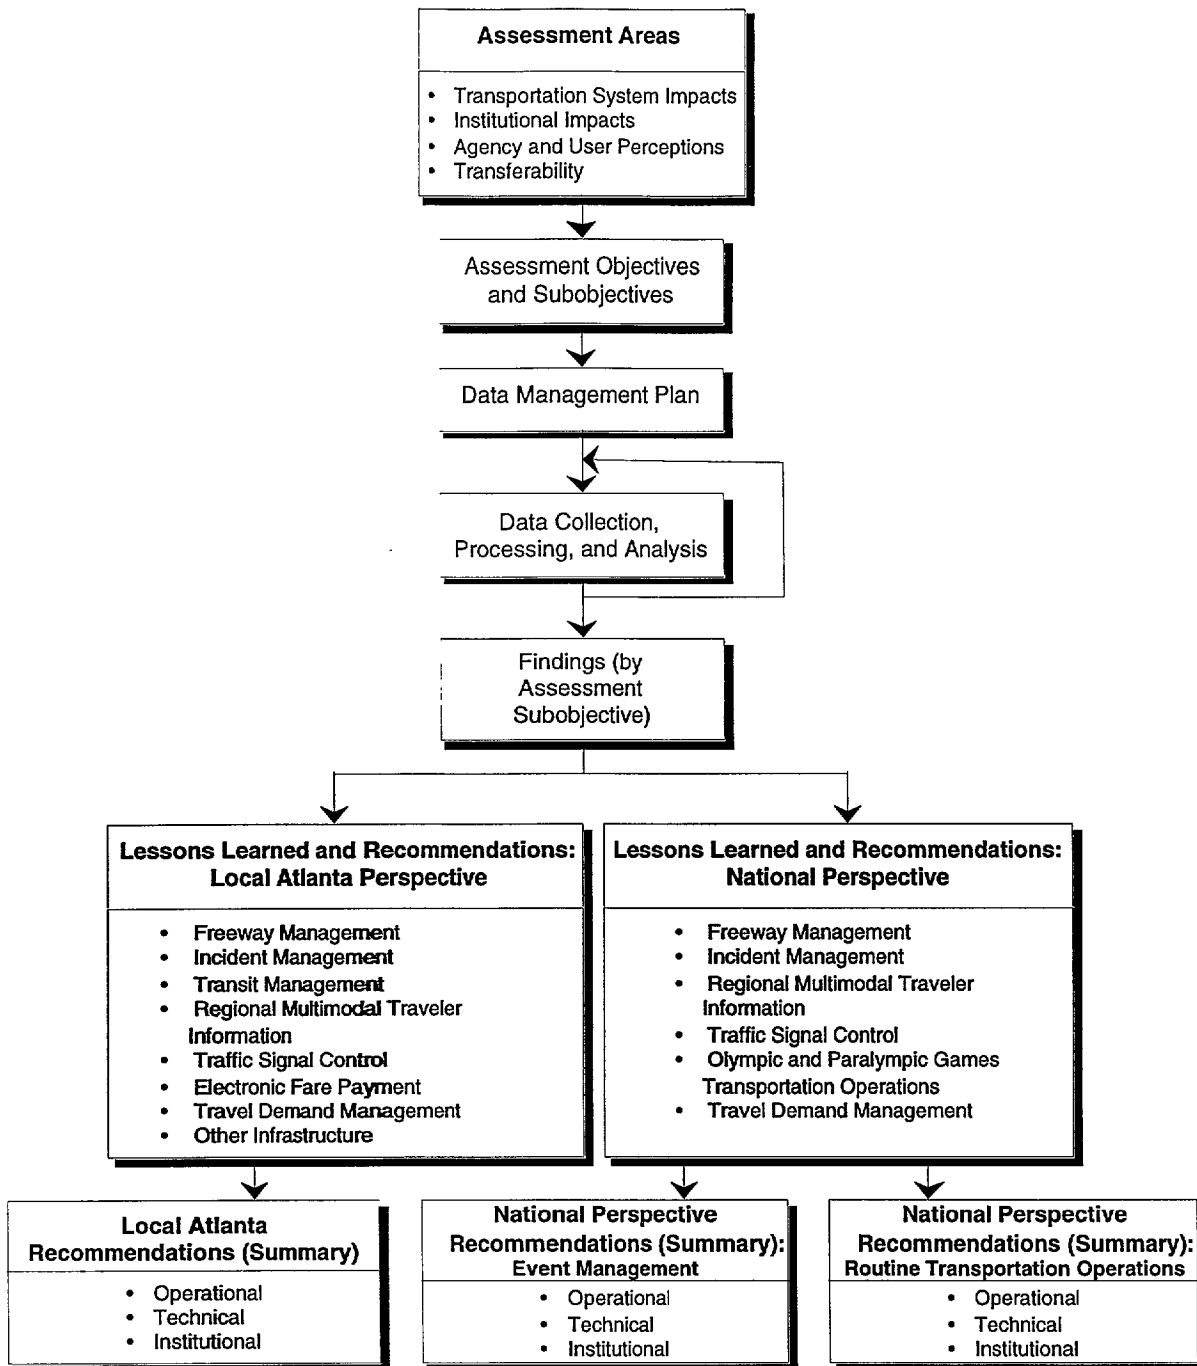 Assessment Areas
• Transportation System Impacts
• Institutional Impacts
• Agency and User Perceptions
• Transferability
Assessment Objectives
and Subobjectives
Data Management Plan
Data Collection,
Processing, and Analysis
Findings (by
Assessment
Subobjective)
Lessons Learned and Recommendations:
Local Atlanta Perspective
• Freeway Management
• Incident Management
• Transit Management
• Regional Multimodal Traveler
Information
• Traffic Signal Control
• Electronic Fare Payment
• Travel Demand Management
• Other Infrastructure
Lessons Learned and Recommendations:
National Perspective
• Freeway Management
• Incident Management
• Regional Multimodal Traveler
Information
• Traffic Signal Control
• Olympic and Paralympic Games
Transportation Operations
• Travel Demand Management
Local Atlanta
Recommendations (Summary)
• Operational
• Technical
• Institutional
National Perspective
Recommendations (Summary):
Event Management
• Operational
• Technical
• Institutional
National Perspective
Recommendations (Summary):
Routine Transportation Operations
• Operational
• Technical
• Institutional